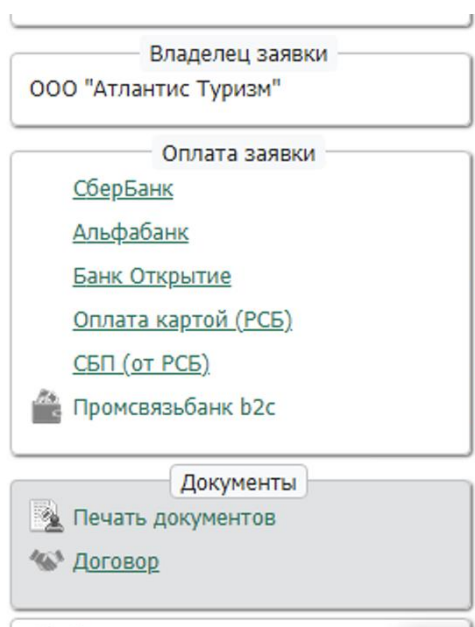 Владелец заявки
ООО "Атлантис Туризм"
Оплата заявки
СберБанк
Альфабанк
Банк Открытие
Оплата картой (РСБ)
СБП (от РСБ)
Промсвязьбанк b2c
Документы
Печать документов
Договор